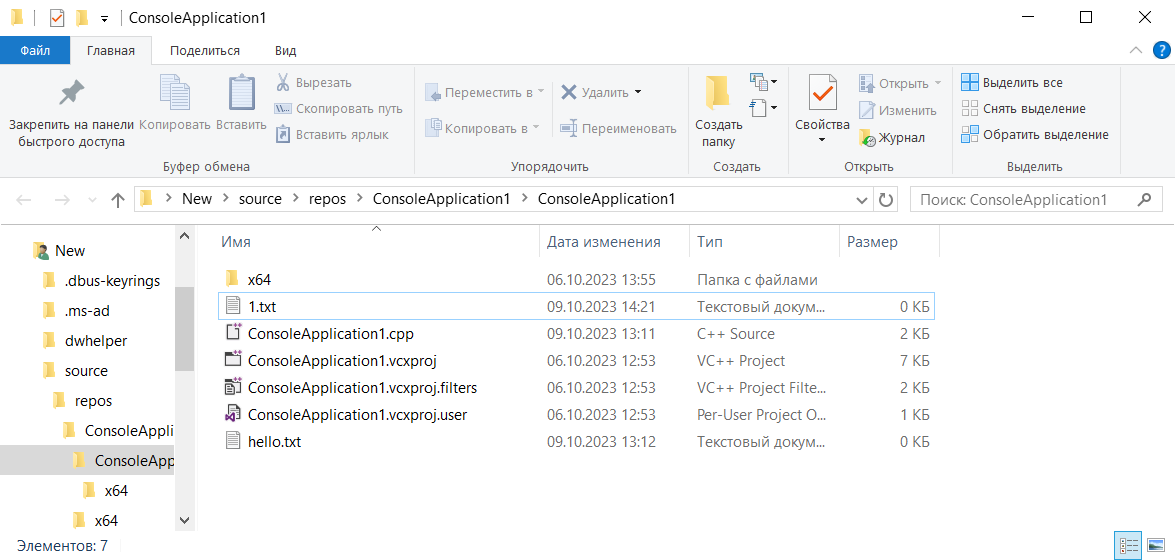 ConsoleApplication1
Файл Главная Поделиться Вид
Закрепить на панели быстрого доступа
Копировать
Вставить
Вырезать
Скопировать путь
Вставить ярлык
Буфер обмена
Переместить в
Копировать в
Удалить
Переименовать
Упорядочить
Создать папку
Создать
Свойства
Открыть
Изменить
Журнал
Открыть
Выделить все
Снять выделение
Обратить выделение
Выделить
New > source > repos > ConsoleApplication1 > ConsoleApplication1
Поиск: ConsoleApplication1
New
.dbus-keyrings
.ms-ad
dwhelper
source
repos
ConsoleAppli
ConsoleApp
x64
x64
Имя Дата изменения Тип Размер
x64 06.10.2023 13:55 Папка с файлами
1.txt 09.10.2023 14:21 Текстовый докум... 0 КБ
ConsoleApplication1.cpp 09.10.2023 13:11 C++ Source 2 КБ
ConsoleApplication1.vcxproj 06.10.2023 12:53 VC++ Project 7 КБ
ConsoleApplication1.vcxproj.filters 06.10.2023 12:53 VC++ Project Filte... 2 КБ
ConsoleApplication1.vcxproj.user 06.10.2023 12:53 Per-User Project O... 1 КБ
hello.txt 09.10.2023 13:12 Текстовый докум... 0 КБ
Элементов: 7